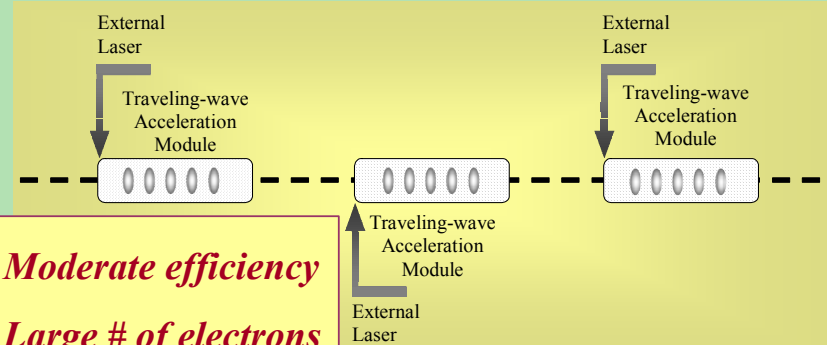 External
Laser
Traveling-wave
Acceleration
Module
External
Laser
Traveling-wave
Acceleration
Module
Traveling-wave
Acceleration
Module
External
Laser
Moderate efficiency
Large # of electrons